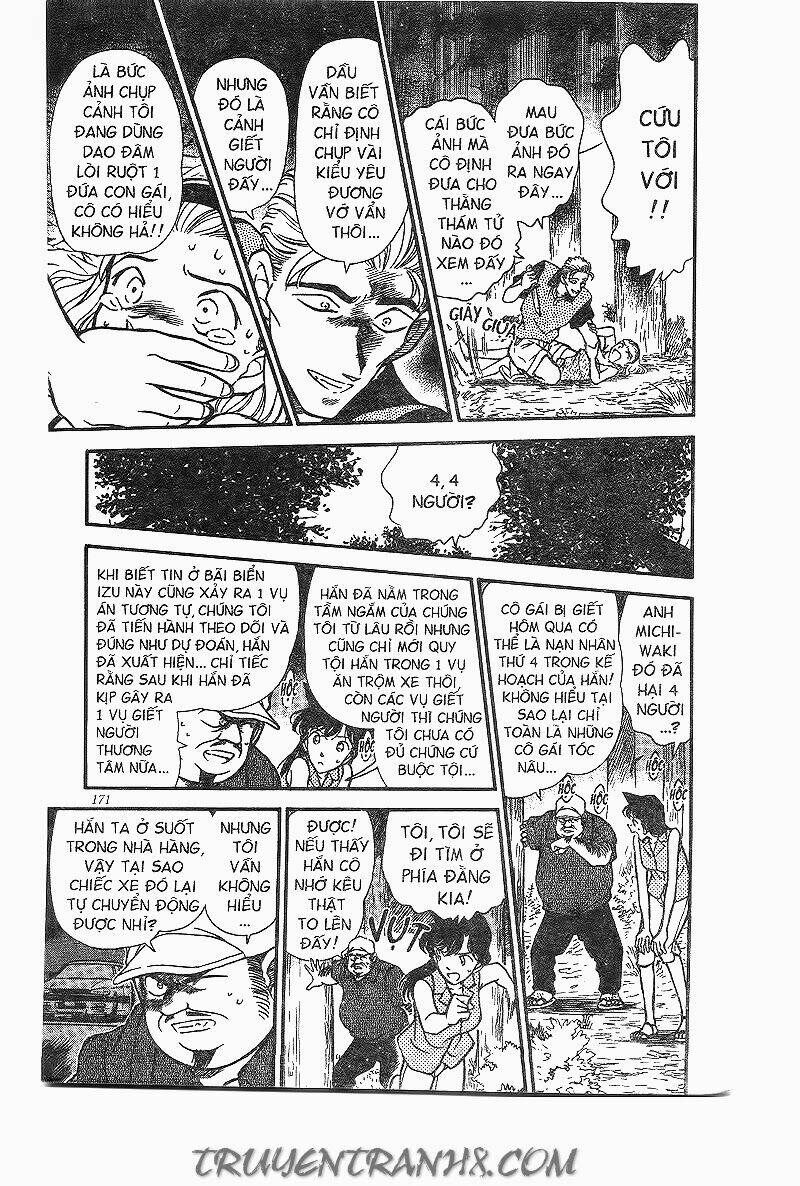 CỨU
TÔI
VỚI
!!
MAU
ĐƯA BỨC
ẢNH ĐÓ
RA NGAY
ĐÂY...
CÁI BỨC
ẢNH MÀ
CÔ ĐỊNH
ĐƯA CHO
THẰNG
THÁM TỬ
NÀO ĐÓ
XEM ĐẤY
...
GIÃY
GIỤA
DẪU
VẪN BIẾT
RẰNG CÔ
CHỈ ĐỊNH
CHỤP VÀI
KIỂU YÊU
ĐƯƠNG
VỚ VẨN
THÔI...
NHƯNG
ĐÓ LÀ
CẢNH
GIẾT
NGƯỜI
ĐẤY...
LÀ BỨC
ẢNH CHỤP
CẢNH TÔI
ĐANG DÙNG
DAO ĐÂM
LÒI RUỘT 1
ĐỨA CON GÁI,
CÔ CÓ HIỂU
KHÔNG HẢ!!
4, 4
NGƯỜI?
ANH
MICHI-
WAKI
ĐÓ ĐÃ
HẠI 4
NGƯỜI
...?
CÔ GÁI BỊ GIẾT
HÔM QUA CÓ
THỂ LÀ NẠN NHÂN
THỨ 4 TRONG KẾ
HOẠCH CỦA HẮN!
KHÔNG HIỂU TẠI
SAO LẠI CHỈ
TOÀN LÀ NHỮNG
CÔ GÁI TÓC
NÂU...
HỘC
HỘC
HỘC
HẮN ĐÃ NẰM TRONG
TẦM NGẮM CỦA CHÚNG
TÔI TỪ LÂU RỒI NHƯNG
CŨNG CHỈ MỚI QUY
TỘI HẮN TRONG 1 VỤ
ÁN TRỘM XE THÔI,
CÒN CÁC VỤ GIẾT
NGƯỜI THÌ CHÚNG
TÔI CHƯA CÓ
ĐỦ CHỨNG CỨ
BUỘC TỘI...
KHI BIẾT TIN Ở BÃI BIỂN
IZU NÀY CŨNG XẢY RA 1 VỤ
ÁN TƯƠNG TỰ, CHÚNG TÔI
ĐÃ TIẾN HÀNH THEO DÕI VÀ
ĐÚNG NHƯ DỰ ĐOÁN, HẮN
ĐÃ XUẤT HIỆN... CHỈ TIẾC
RẰNG SAU KHI HẮN ĐÃ
KỊP GÂY RA
1 VỤ GIẾT
NGƯỜI
THƯƠNG
TÂM NỮA...
HỘC
HỘC
HỘC
171
TÔI, TÔI SẼ
ĐI TÌM Ở
PHÍA ĐẰNG
KIA!
ĐƯỢC!
NẾU THẤY
HẮN CÔ
NHỚ KÊU
THẬT
TO LÊN
ĐẤY!
VỤT
NHƯNG
TÔI
VẪN
KHÔNG
HIỂU
...
HẮN TA Ở SUỐT
TRONG NHÀ HÀNG,
VẬY TẠI SAO
CHIẾC XE ĐÓ LẠI
TỰ CHUYỂN ĐỘNG
ĐƯỢC NHỈ?
TRUYENTRANH8.COM